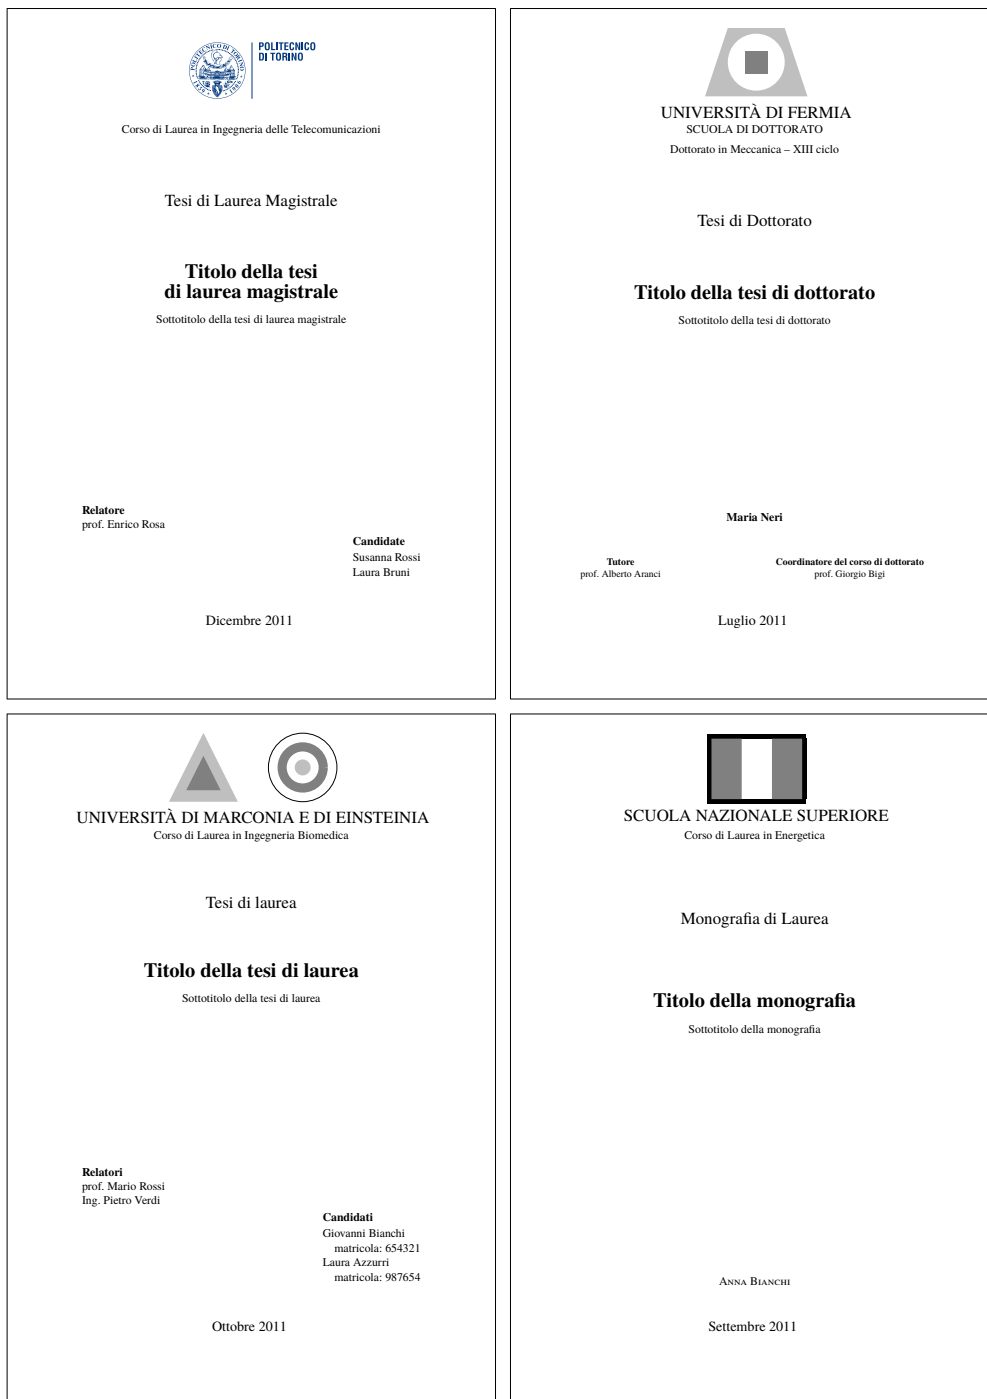 POLITECNICO
DI TORINO
Corso di Laurea in Ingegneria delle Telecomunicazioni
Tesi di Laurea Magistrale
Titolo della tesi
di laurea magistrale
Sottotitolo della tesi di laurea magistrale
Relatore
prof. Enrico Rosa
Candidate
Susanna Rossi
Laura Bruni
Dicembre 2011
UNIVERSITÀ DI FERMIA
SCUOLA DI DOTTORATO
Dottorato in Meccanica – XIII ciclo
Tesi di Dottorato
Titolo della tesi di dottorato
Sottotitolo della tesi di dottorato
Maria Neri
Tutore
prof. Alberto Aranci
Coordinatore del corso di dottorato
prof. Giorgio Bigi
Luglio 2011
UNIVERSITÀ DI MARCONIA E DI EINSTEINIA
Corso di Laurea in Ingegneria Biomedica
Tesi di laurea
Titolo della tesi di laurea
Sottotitolo della tesi di laurea
Relatori
prof. Mario Rossi
Ing. Pietro Verdi
Candidati
Giovanni Bianchi
matricola: 654321
Laura Azzurri
matricola: 987654
Ottobre 2011
SCUOLA NAZIONALE SUPERIORE
Corso di Laurea in Energetica
Monografia di Laurea
Titolo della monografia
Sottotitolo della monografia
ANNA BIANCHI
Settembre 2011